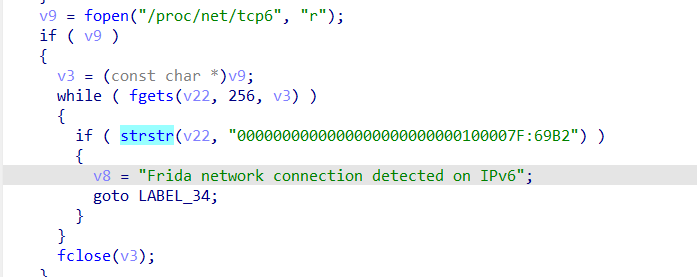 v9 = fopen("/proc/net/tcp6", "r");
if ( v9 )
{
v3 = (const char *)v9;
while ( fgets(v22, 256, v3) )
{
if ( strstr(v22, "0000000000000000000000000100007F:69B2") )
{
v8 = "Frida network connection detected on IPv6";
goto LABEL_34;
}
}
fclose(v3);